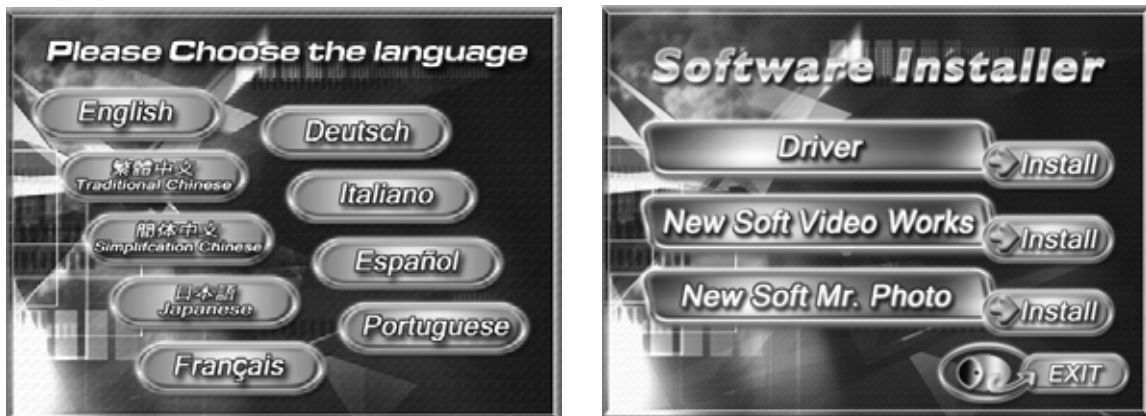 Please Choose the language
English
繁體中文
Traditional Chinese
簡体中文
Simplifcation Chinese
日本語
Japanese
Français
Deutsch
Italiano
Español
Portuguese
Software Installer
Driver
Install
New Soft Video Works
Install
New Soft Mr. Photo
Install
EXIT